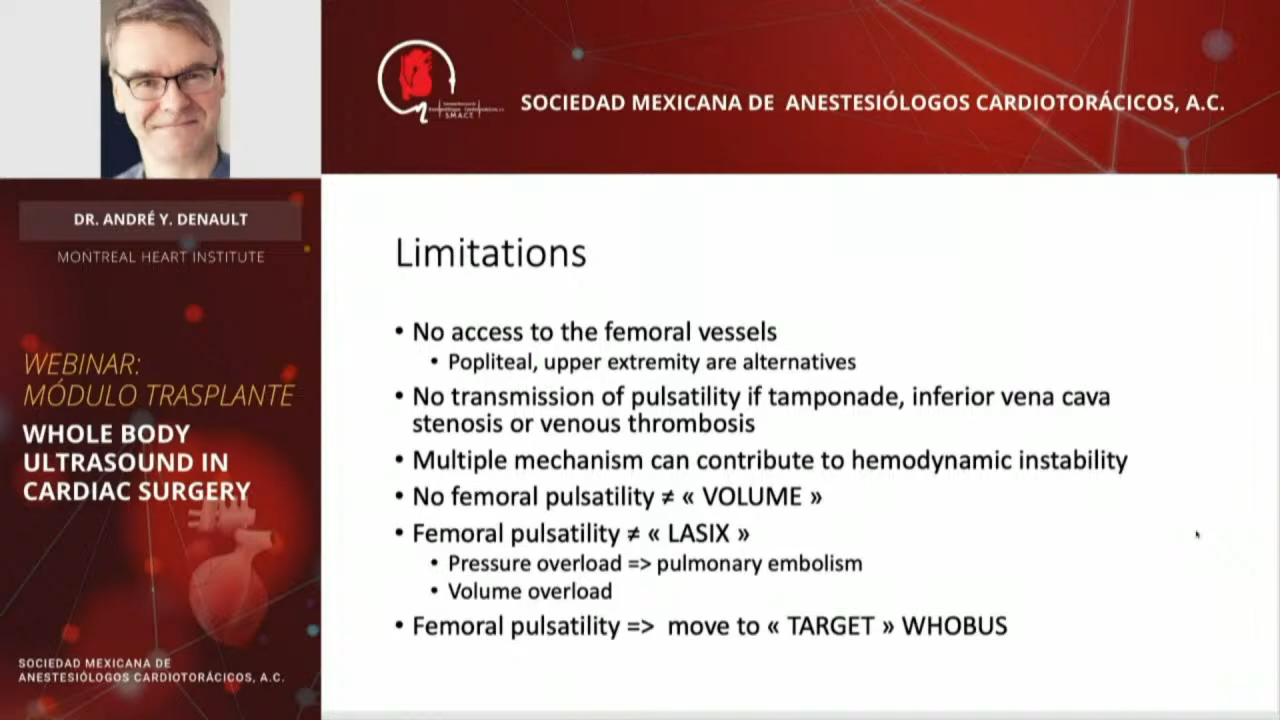 S.M.A.C.T.
SOCIEDAD MEXICANA DE ANESTESIÓLOGOS CARDIOTORÁCICOS, A.C.
DR. ANDRÉ Y. DENAULT
MONTREAL HEART INSTITUTE
WEBINAR:
MÓDULO TRASPLANTE
WHOLE BODY
ULTRASOUND IN
CARDIAC SURGERY
SOCIEDAD MEXICANA DE
ANESTESIÓLOGOS CARDIOTORÁCICOS, A.C.
Limitations
• No access to the femoral vessels
• Popliteal, upper extremity are alternatives
• No transmission of pulsatility if tamponade, inferior vena cava
stenosis or venous thrombosis
• Multiple mechanism can contribute to hemodynamic instability
• No femoral pulsatility ≠ « VOLUME »
• Femoral pulsatility ≠ « LASIX »
• Pressure overload => pulmonary embolism
• Volume overload
• Femoral pulsatility => move to « TARGET » WHOBUS